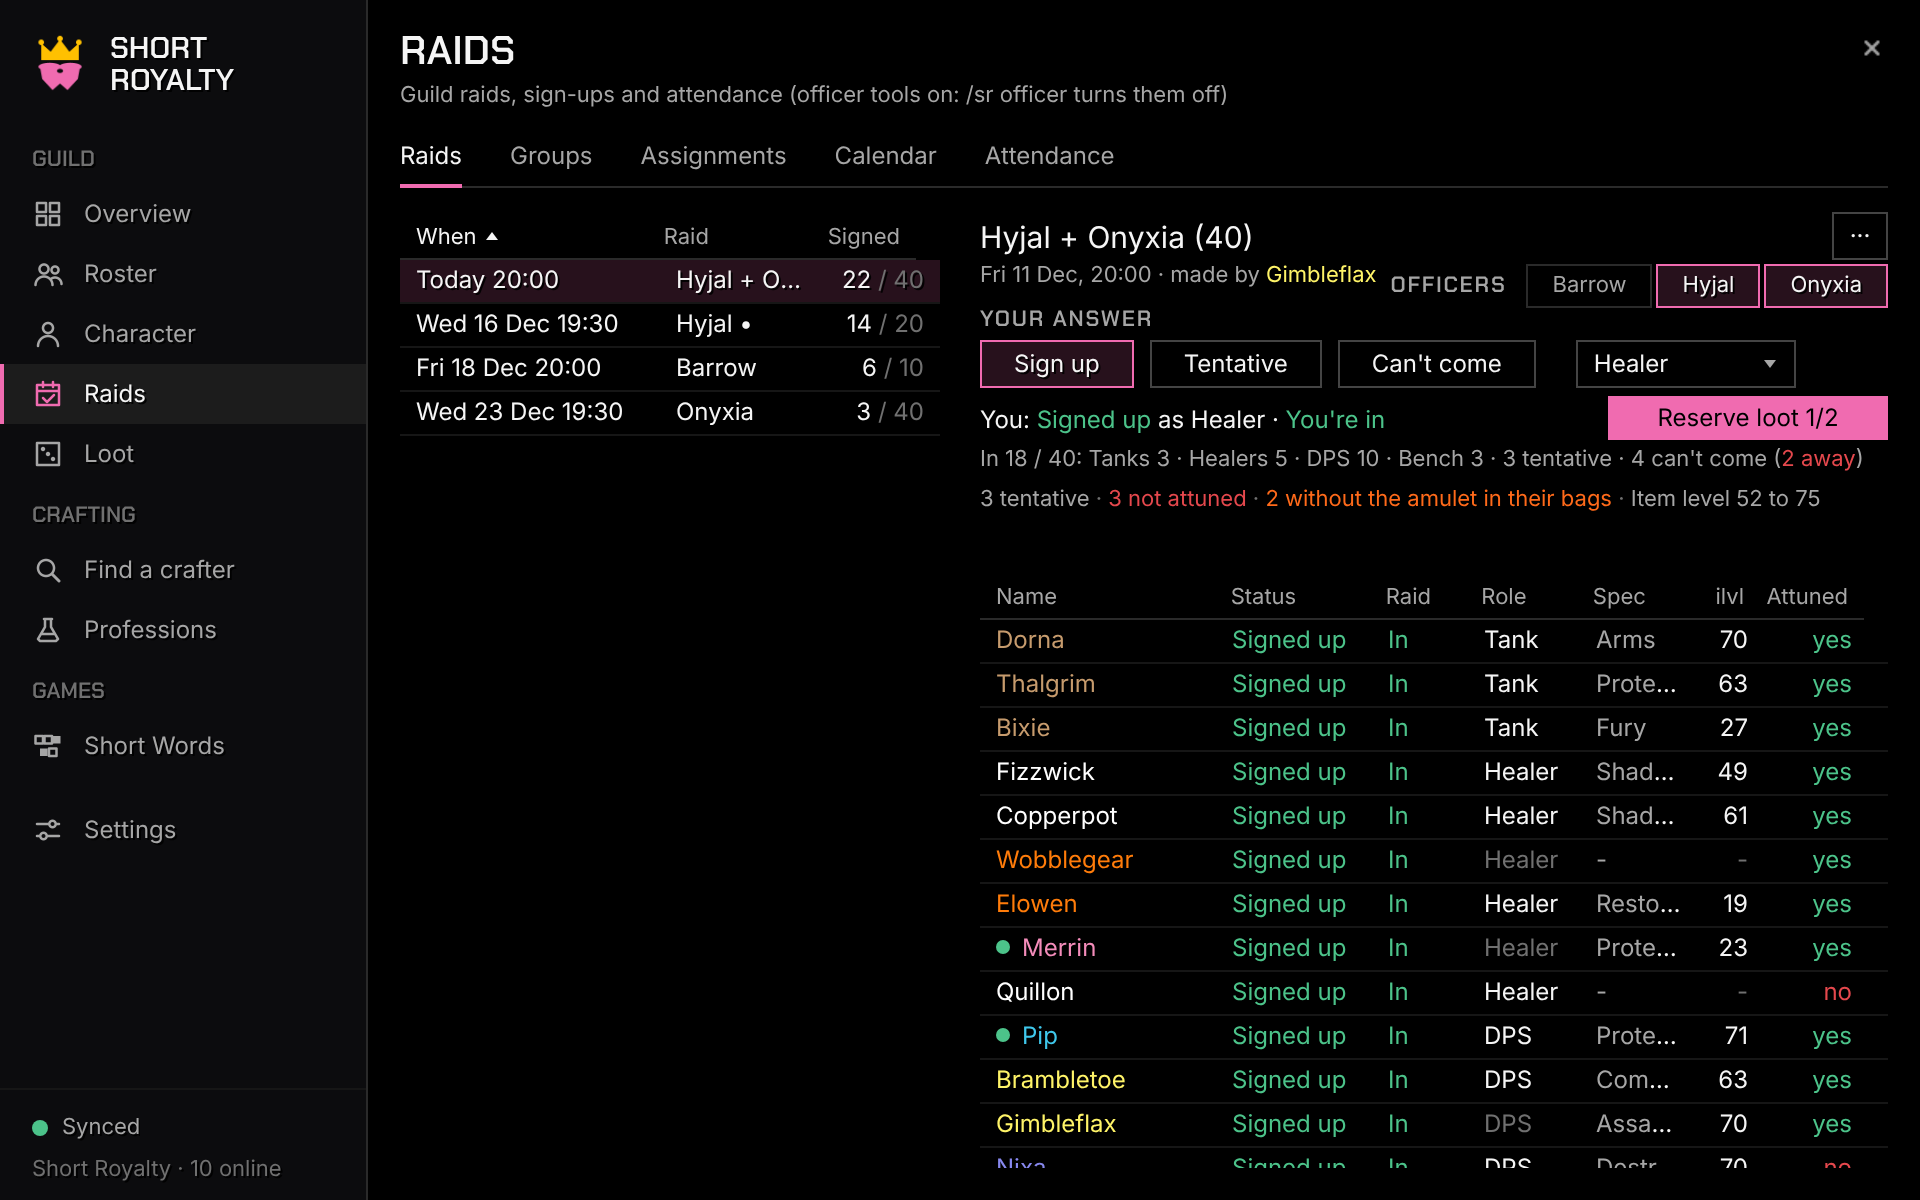 SHORT
ROYALTY
GUILD
Overview
Roster
Character
Raids
Loot
CRAFTING
Find a crafter
Professions
GAMES
Short Words
Settings
Synced
Short Royalty · 10 online
RAIDS
Guild raids, sign-ups and attendance (officer tools on: /sr officer turns them off)
Raids Groups Assignments Calendar Attendance
When Raid Signed
Today 20:00 Hyjal + O... 22 / 40
Wed 16 Dec 19:30 Hyjal • 14 / 20
Fri 18 Dec 20:00 Barrow 6 / 10
Wed 23 Dec 19:30 Onyxia 3 / 40
Hyjal + Onyxia (40) ...
Fri 11 Dec, 20:00 · made by Gimbleflax OFFICERS Barrow Hyjal Onyxia
YOUR ANSWER
Sign up Tentative Can't come Healer
You: Signed up as Healer · You're in Reserve loot 1/2
In 18 / 40: Tanks 3 · Healers 5 · DPS 10 · Bench 3 · 3 tentative · 4 can't come (2 away)
3 tentative · 3 not attuned · 2 without the amulet in their bags · Item level 52 to 75
Name Status Raid Role Spec ilvl Attuned
Dorna Signed up In Tank Arms 70 yes
Thalgrim Signed up In Tank Prote... 63 yes
Bixie Signed up In Tank Fury 27 yes
Fizzwick Signed up In Healer Shad... 49 yes
Copperpot Signed up In Healer Shad... 61 yes
Wobblegear Signed up In Healer - - yes
Elowen Signed up In Healer Resto... 19 yes
Merrin Signed up In Healer Prote... 23 yes
Quillon Signed up In Healer - - no
Pip Signed up In DPS Prote... 71 yes
Brambletoe Signed up In DPS Com... 63 yes
Gimbleflax Signed up In DPS Assa... 70 yes
Nixa Signed up In DPS Destr... 70 no